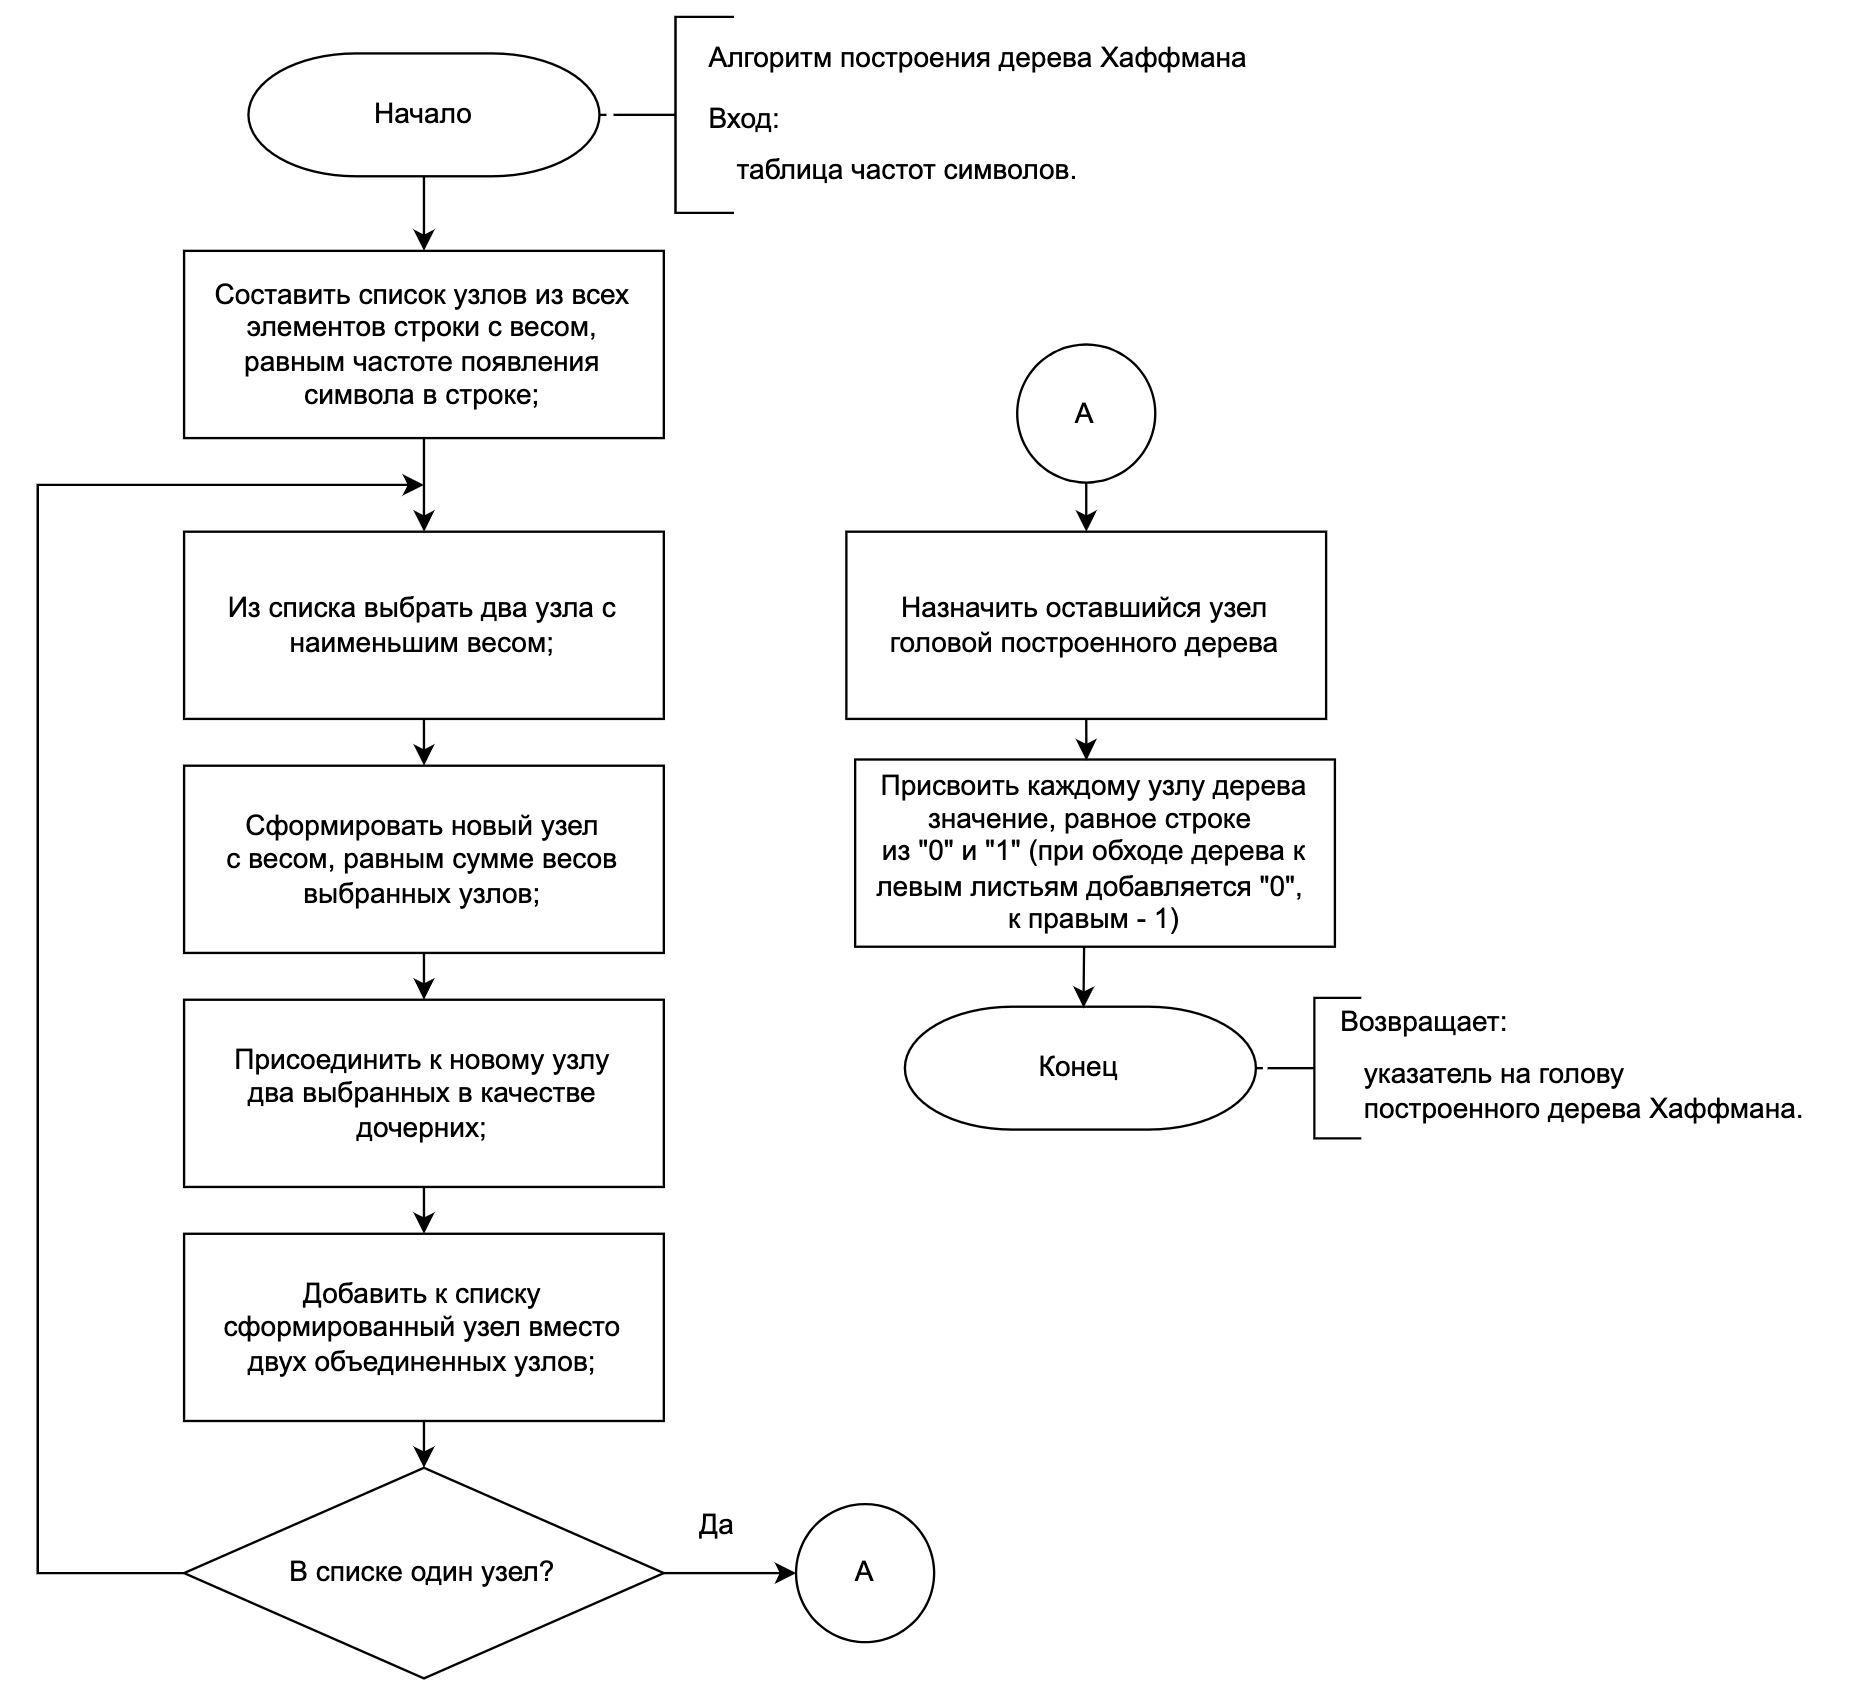 Начало
Алгоритм построения дерева Хаффмана
Вход:
таблица частот символов.
Составить список узлов из всех
элементов строки с весом,
равным частоте появления
символа в строке;
Из списка выбрать два узла с
наименьшим весом;
Сформировать новый узел
с весом, равным сумме весов
выбранных узлов;
Присоединить к новому узлу
два выбранных в качестве
дочерних;
Добавить к списку
сформированный узел вместо
двух объединенных узлов;
В списке один узел?
Да
А
А
Назначить оставшийся узел
головой построенного дерева
Присвоить каждому узлу дерева
значение, равное строке
из "0" и "1" (при обходе дерева к
левым листьям добавляется "0",
к правым - 1)
Конец
Возвращает:
указатель на голову
построенного дерева Хаффмана.